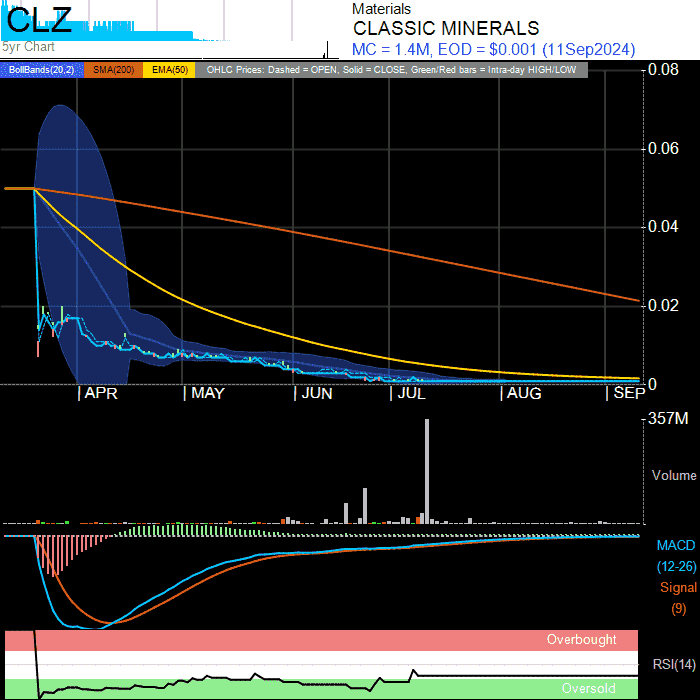 CLZ
Materials
CLASSIC MINERALS
5yr Chart
MC = 1.4M, EOD = $0.001 (11Sep2024)
BollBands(20,2) SMA(200) EMA(50) OHLC Prices: Dashed = OPEN, Solid = CLOSE, Green/Red bars = Intra-day HIGH/LOW
0.08
0.06
0.04
0.02
0
APR MAY JUN JUL AUG SEP
357M
Volume
MACD
(12-26)
Signal
(9)
Overbought
RSI(14)
Oversold